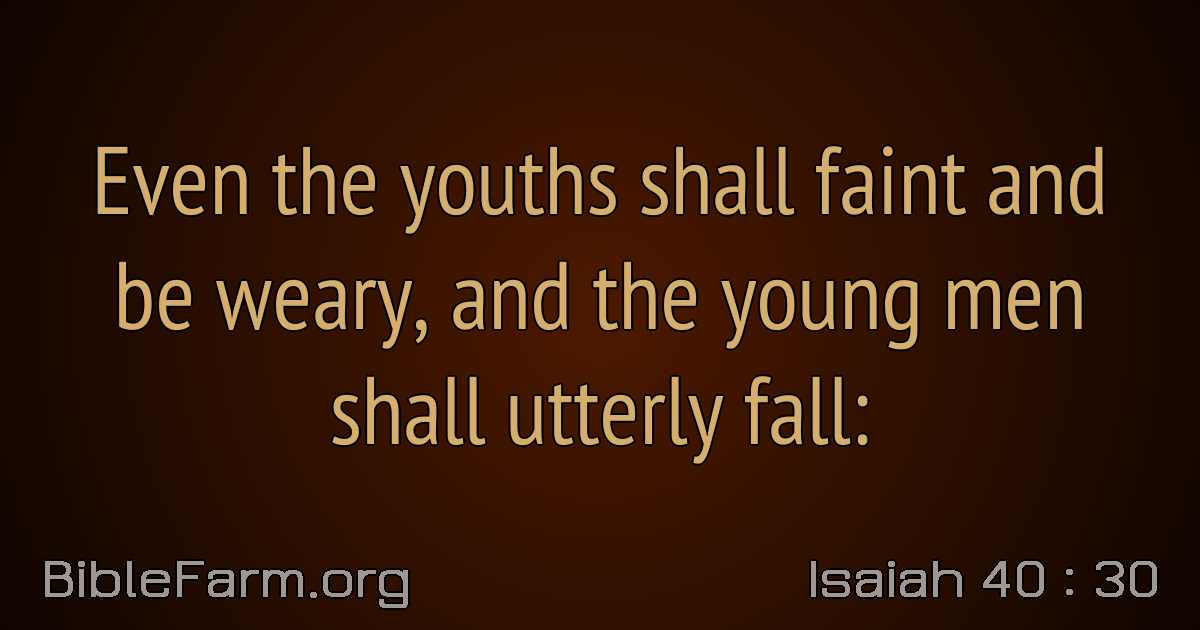 Even the youths shall faint and
be weary, and the young men
shall utterly fall:
BibleFarm.org
Isaiah 40 : 30